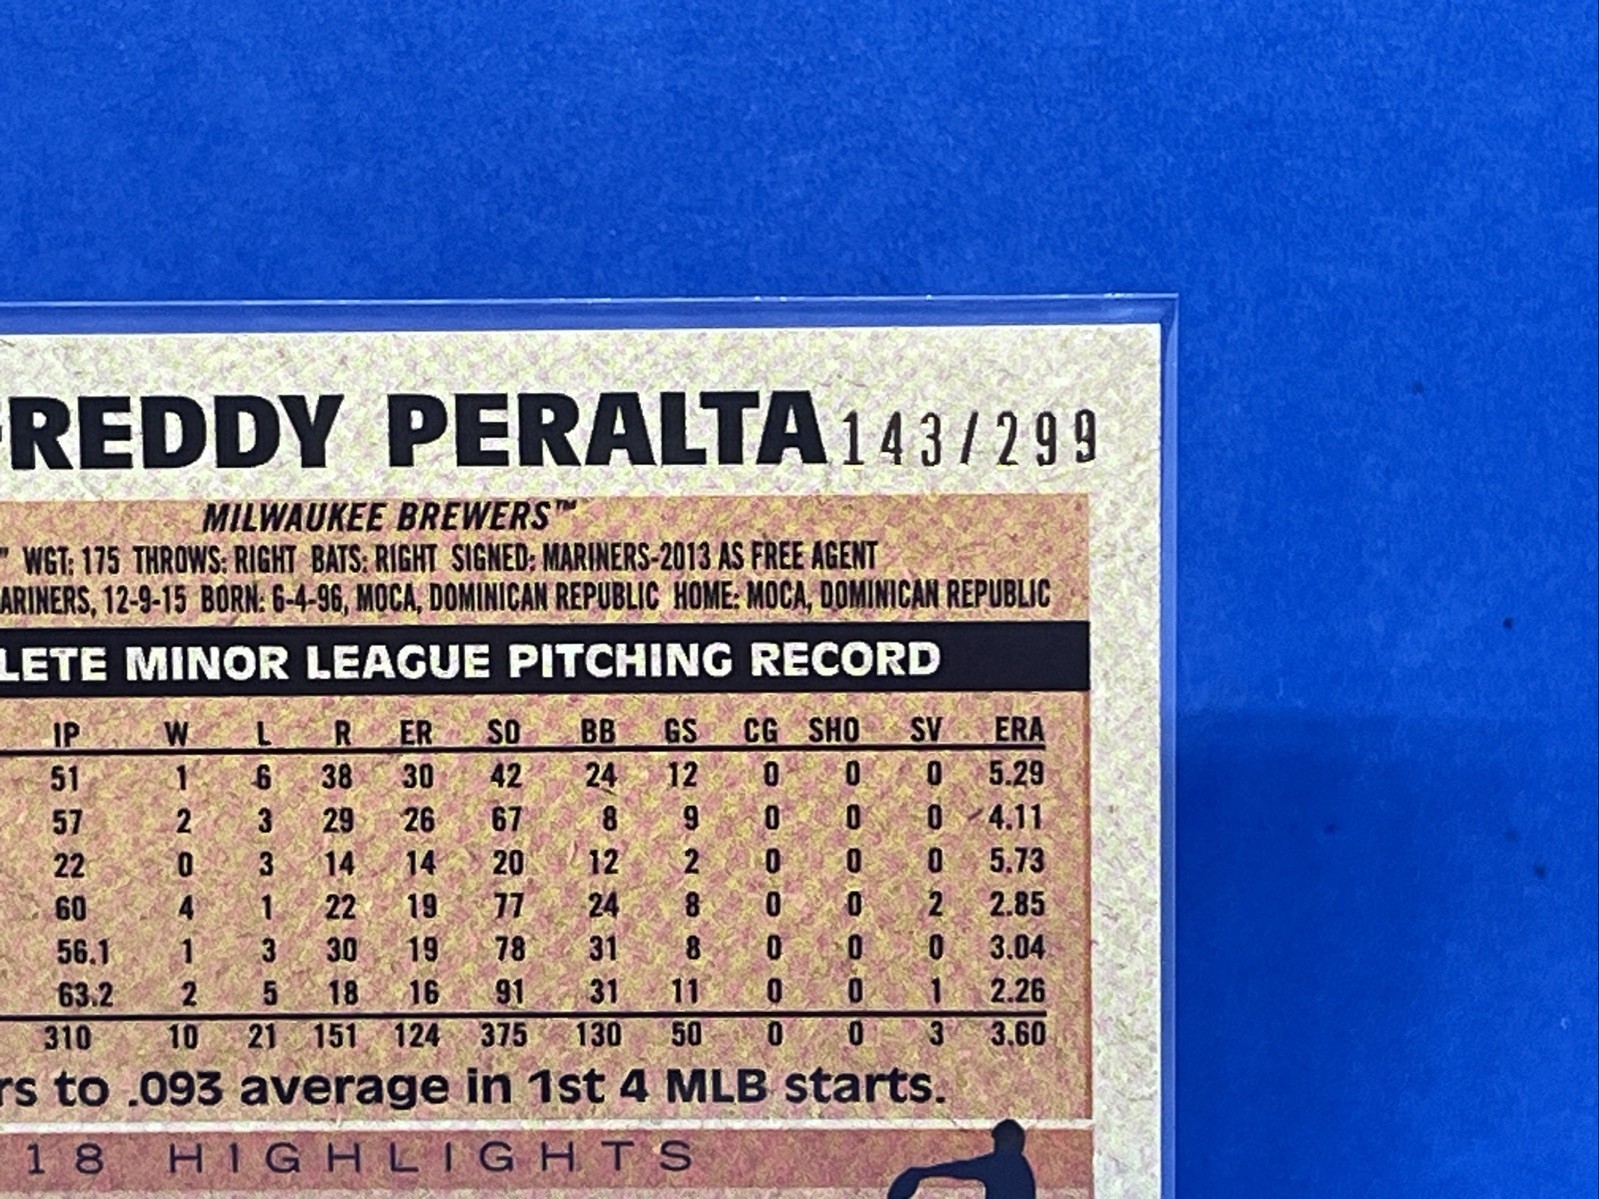 FREDDY PERALTA 143/299
MILWAUKEE BREWERS™
" WGT: 175 THROWS: RIGHT BATS: RIGHT SIGNED: MARINERS-2013 AS FREE AGENT
ARINERS, 12-9-15 BORN: 6-4-96, MOCA, DOMINICAN REPUBLIC HOME: MOCA, DOMINICAN REPUBLIC
LETE MINOR LEAGUE PITCHING RECORD
IP W L R ER SO BB GS CG SHO SV ERA
51 1 6 38 30 42 24 12 0 0 0 5.29
57 2 3 29 26 67 8 9 0 0 0 4.11
22 0 3 14 14 20 12 2 0 0 0 5.73
60 4 1 22 19 77 24 8 0 0 2 2.85
56.1 1 3 30 19 78 31 8 0 0 0 3.04
63.2 2 5 18 16 91 31 11 0 0 1 2.26
310 10 21 151 124 375 130 50 0 0 3 3.60
rs to .093 average in 1st 4 MLB starts.
18 HIGHLIGHTS